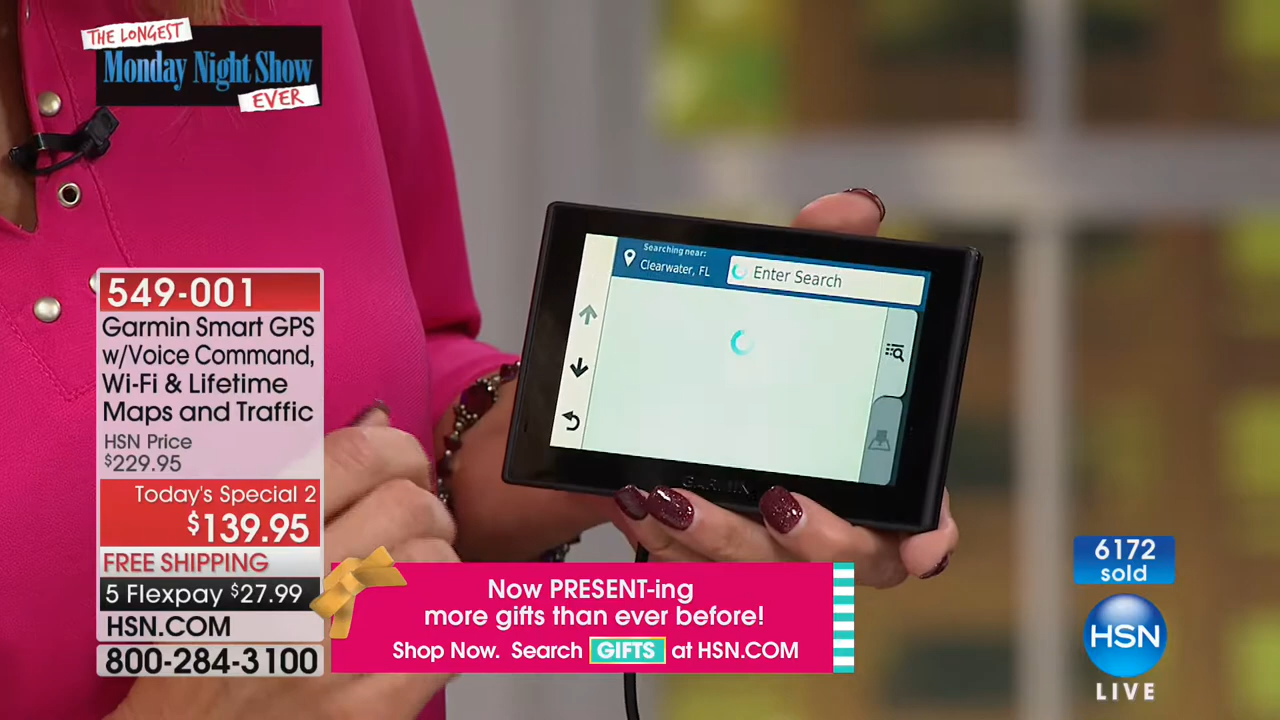 THE LONGEST
Monday Night Show
EVER
549-001
Garmin Smart GPS
w/Voice Command,
Wi-Fi & Lifetime
Maps and Traffic
HSN Price
$229.95
Today's Special 2
$139.95
FREE SHIPPING
5 Flexpay $27.99
HSN.COM
800-284-3100
Searching near:
Clearwater, FL
Enter Search
GARMIN
Now PRESENT-ing
more gifts than ever before!
Shop Now. Search GIFTS at HSN.COM
6172
sold
HSN
LIVE